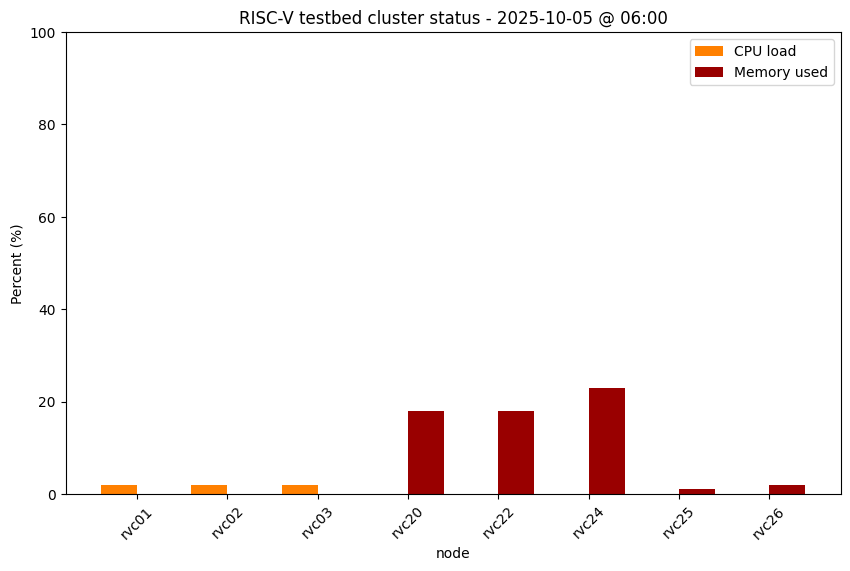 RISC-V testbed cluster status - 2025-10-05 @ 06:00
CPU load
Memory used
Percent (%)
100
80
60
40
20
0
rvc01
rvc02
rvc03
rvc20
rvc22
rvc24
rvc25
rvc26
node